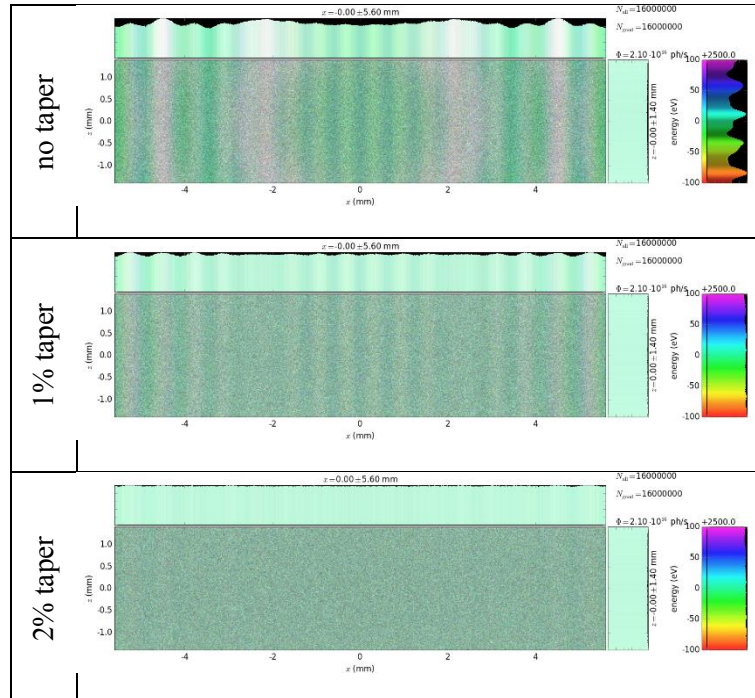 no taper
x=-0.00±5.60 mm
N_all=16000000
N_good=16000000
Φ=2.10 ph/s
z (mm)
1.0
0.5
0.0
-0.5
-1.0
-4
-2
0
2
4
x (mm)
z=-0.00±1.40 mm
energy (eV)
+2500.0
100
50
0
-50
-100
1% taper
x=-0.00±5.60 mm
N_all=16000000
N_good=16000000
Φ=2.10 ph/s
z (mm)
1.0
0.5
0.0
-0.5
-1.0
-4
-2
0
2
4
x (mm)
z=-0.00±1.40 mm
energy (eV)
+2500.0
100
50
0
-50
-100
2% taper
x=0.00±5.60 mm
N_all=16000000
N_good=16000000
Φ=2.10 ph/s
z (mm)
1.0
0.5
0.0
-0.5
-1.0
-4
-2
0
2
4
x (mm)
z=-0.00±1.40 mm
energy (eV)
+2500.0
100
50
0
-50
-100